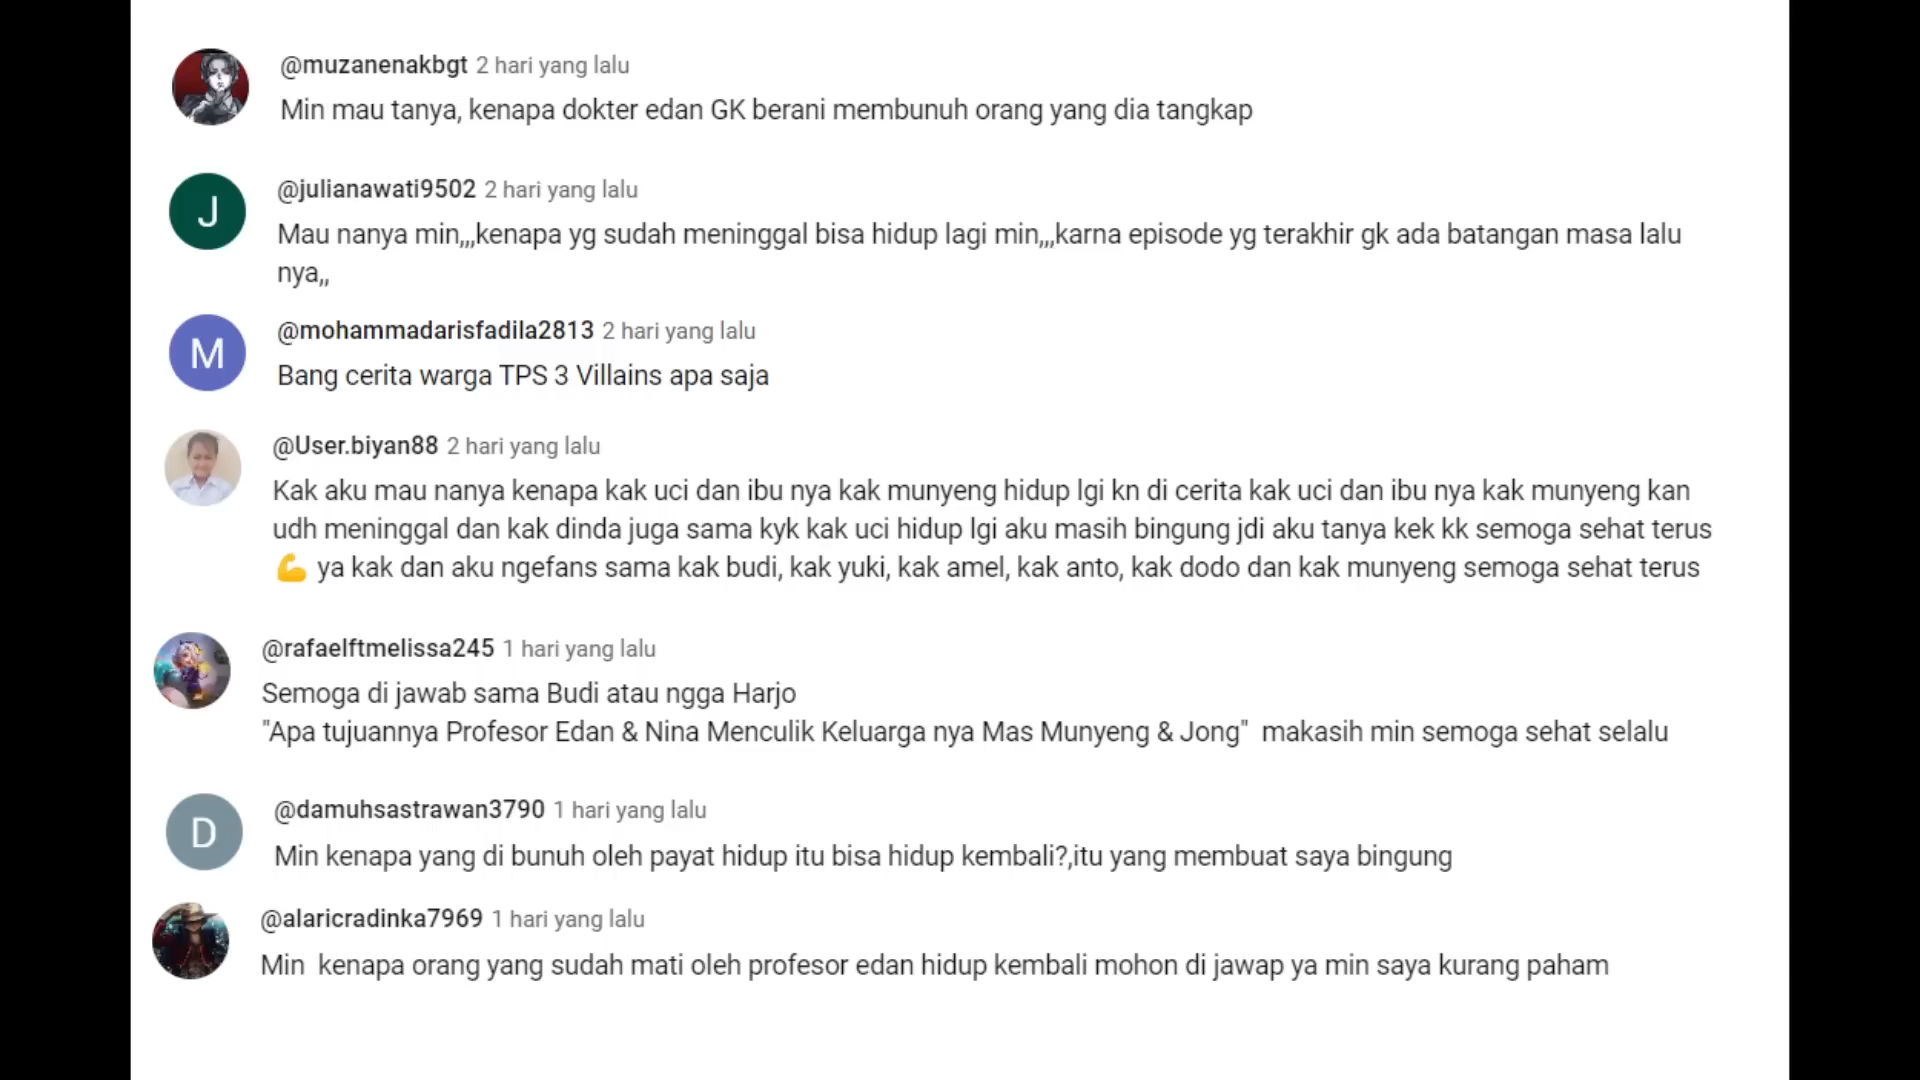 @muzanenakbgt 2 hari yang lalu
Min mau tanya, kenapa dokter edan GK berani membunuh orang yang dia tangkap
J
@julianawati9502 2 hari yang lalu
Mau nanya min,,,kenapa yg sudah meninggal bisa hidup lagi min,,,karna episode yg terakhir gk ada batangan masa lalu
nya,,
M
@mohammadarisfadila2813 2 hari yang lalu
Bang cerita warga TPS 3 Villains apa saja
@User.biyan88 2 hari yang lalu
Kak aku mau nanya kenapa kak uci dan ibu nya kak munyeng hidup lgi kn di cerita kak uci dan ibu nya kak munyeng kan
udh meninggal dan kak dinda juga sama kyk kak uci hidup lgi aku masih bingung jdi aku tanya kek kk semoga sehat terus
💪 ya kak dan aku ngefans sama kak budi, kak yuki, kak amel, kak anto, kak dodo dan kak munyeng semoga sehat terus
@rafaelftmelissa245 1 hari yang lalu
Semoga di jawab sama Budi atau ngga Harjo
"Apa tujuannya Profesor Edan & Nina Menculik Keluarga nya Mas Munyeng & Jong" makasih min semoga sehat selalu
D
@damuhsastrawan3790 1 hari yang lalu
Min kenapa yang di bunuh oleh payat hidup itu bisa hidup kembali?,itu yang membuat saya bingung
@alaricradinka7969 1 hari yang lalu
Min kenapa orang yang sudah mati oleh profesor edan hidup kembali mohon di jawap ya min saya kurang paham